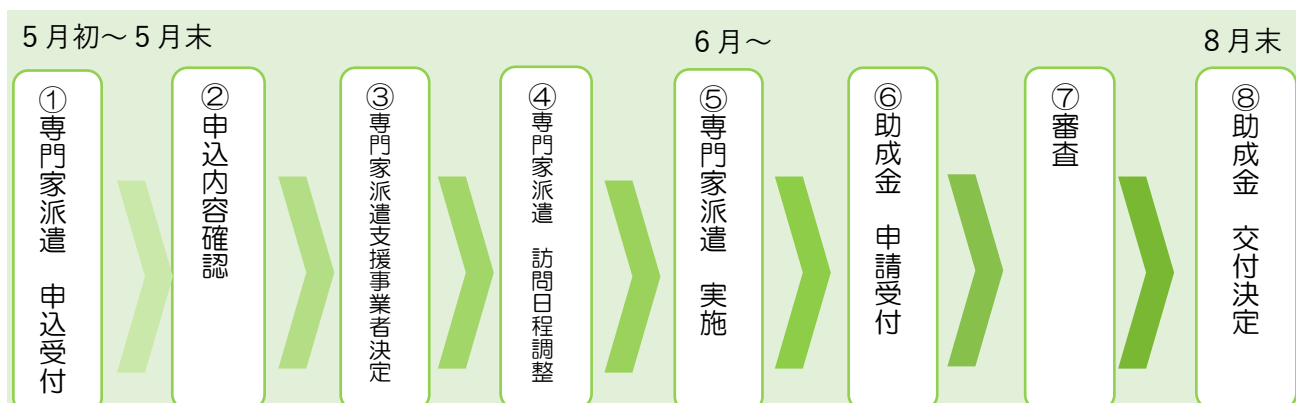 5月初～5月末
6月～
8月末
①専門家派遣　申込受付
②申込内容確認
③専門家派遣支援事業者決定
④専門家派遣　訪問日程調整
⑤専門家派遣　実施
⑥助成金　申請受付
⑦審査
⑧助成金　交付決定